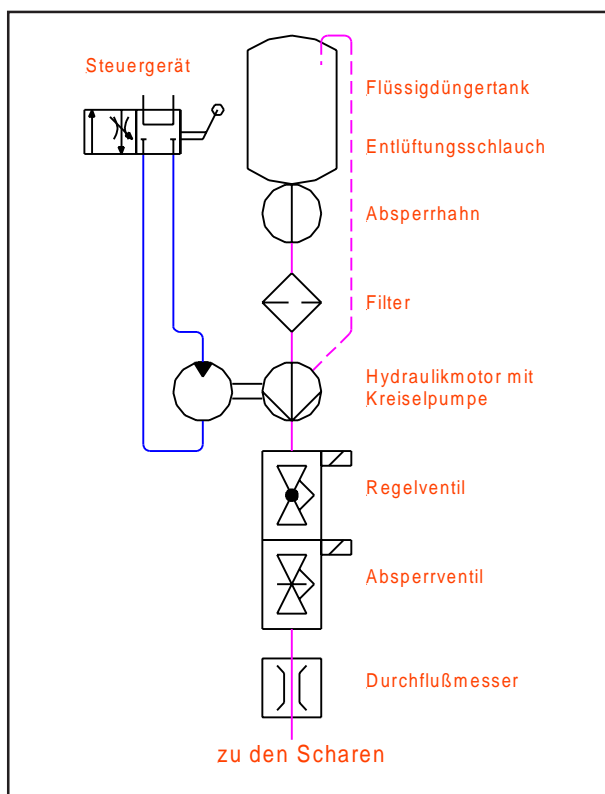 Steuergerät
Flüssigdüngertank
Entlüftungsschlauch
Absperrhahn
Filter
Hydraulikmotor mit
Kreiselpumpe
Regelventil
Absperrventil
Durchflußmesser
zu den Scharen